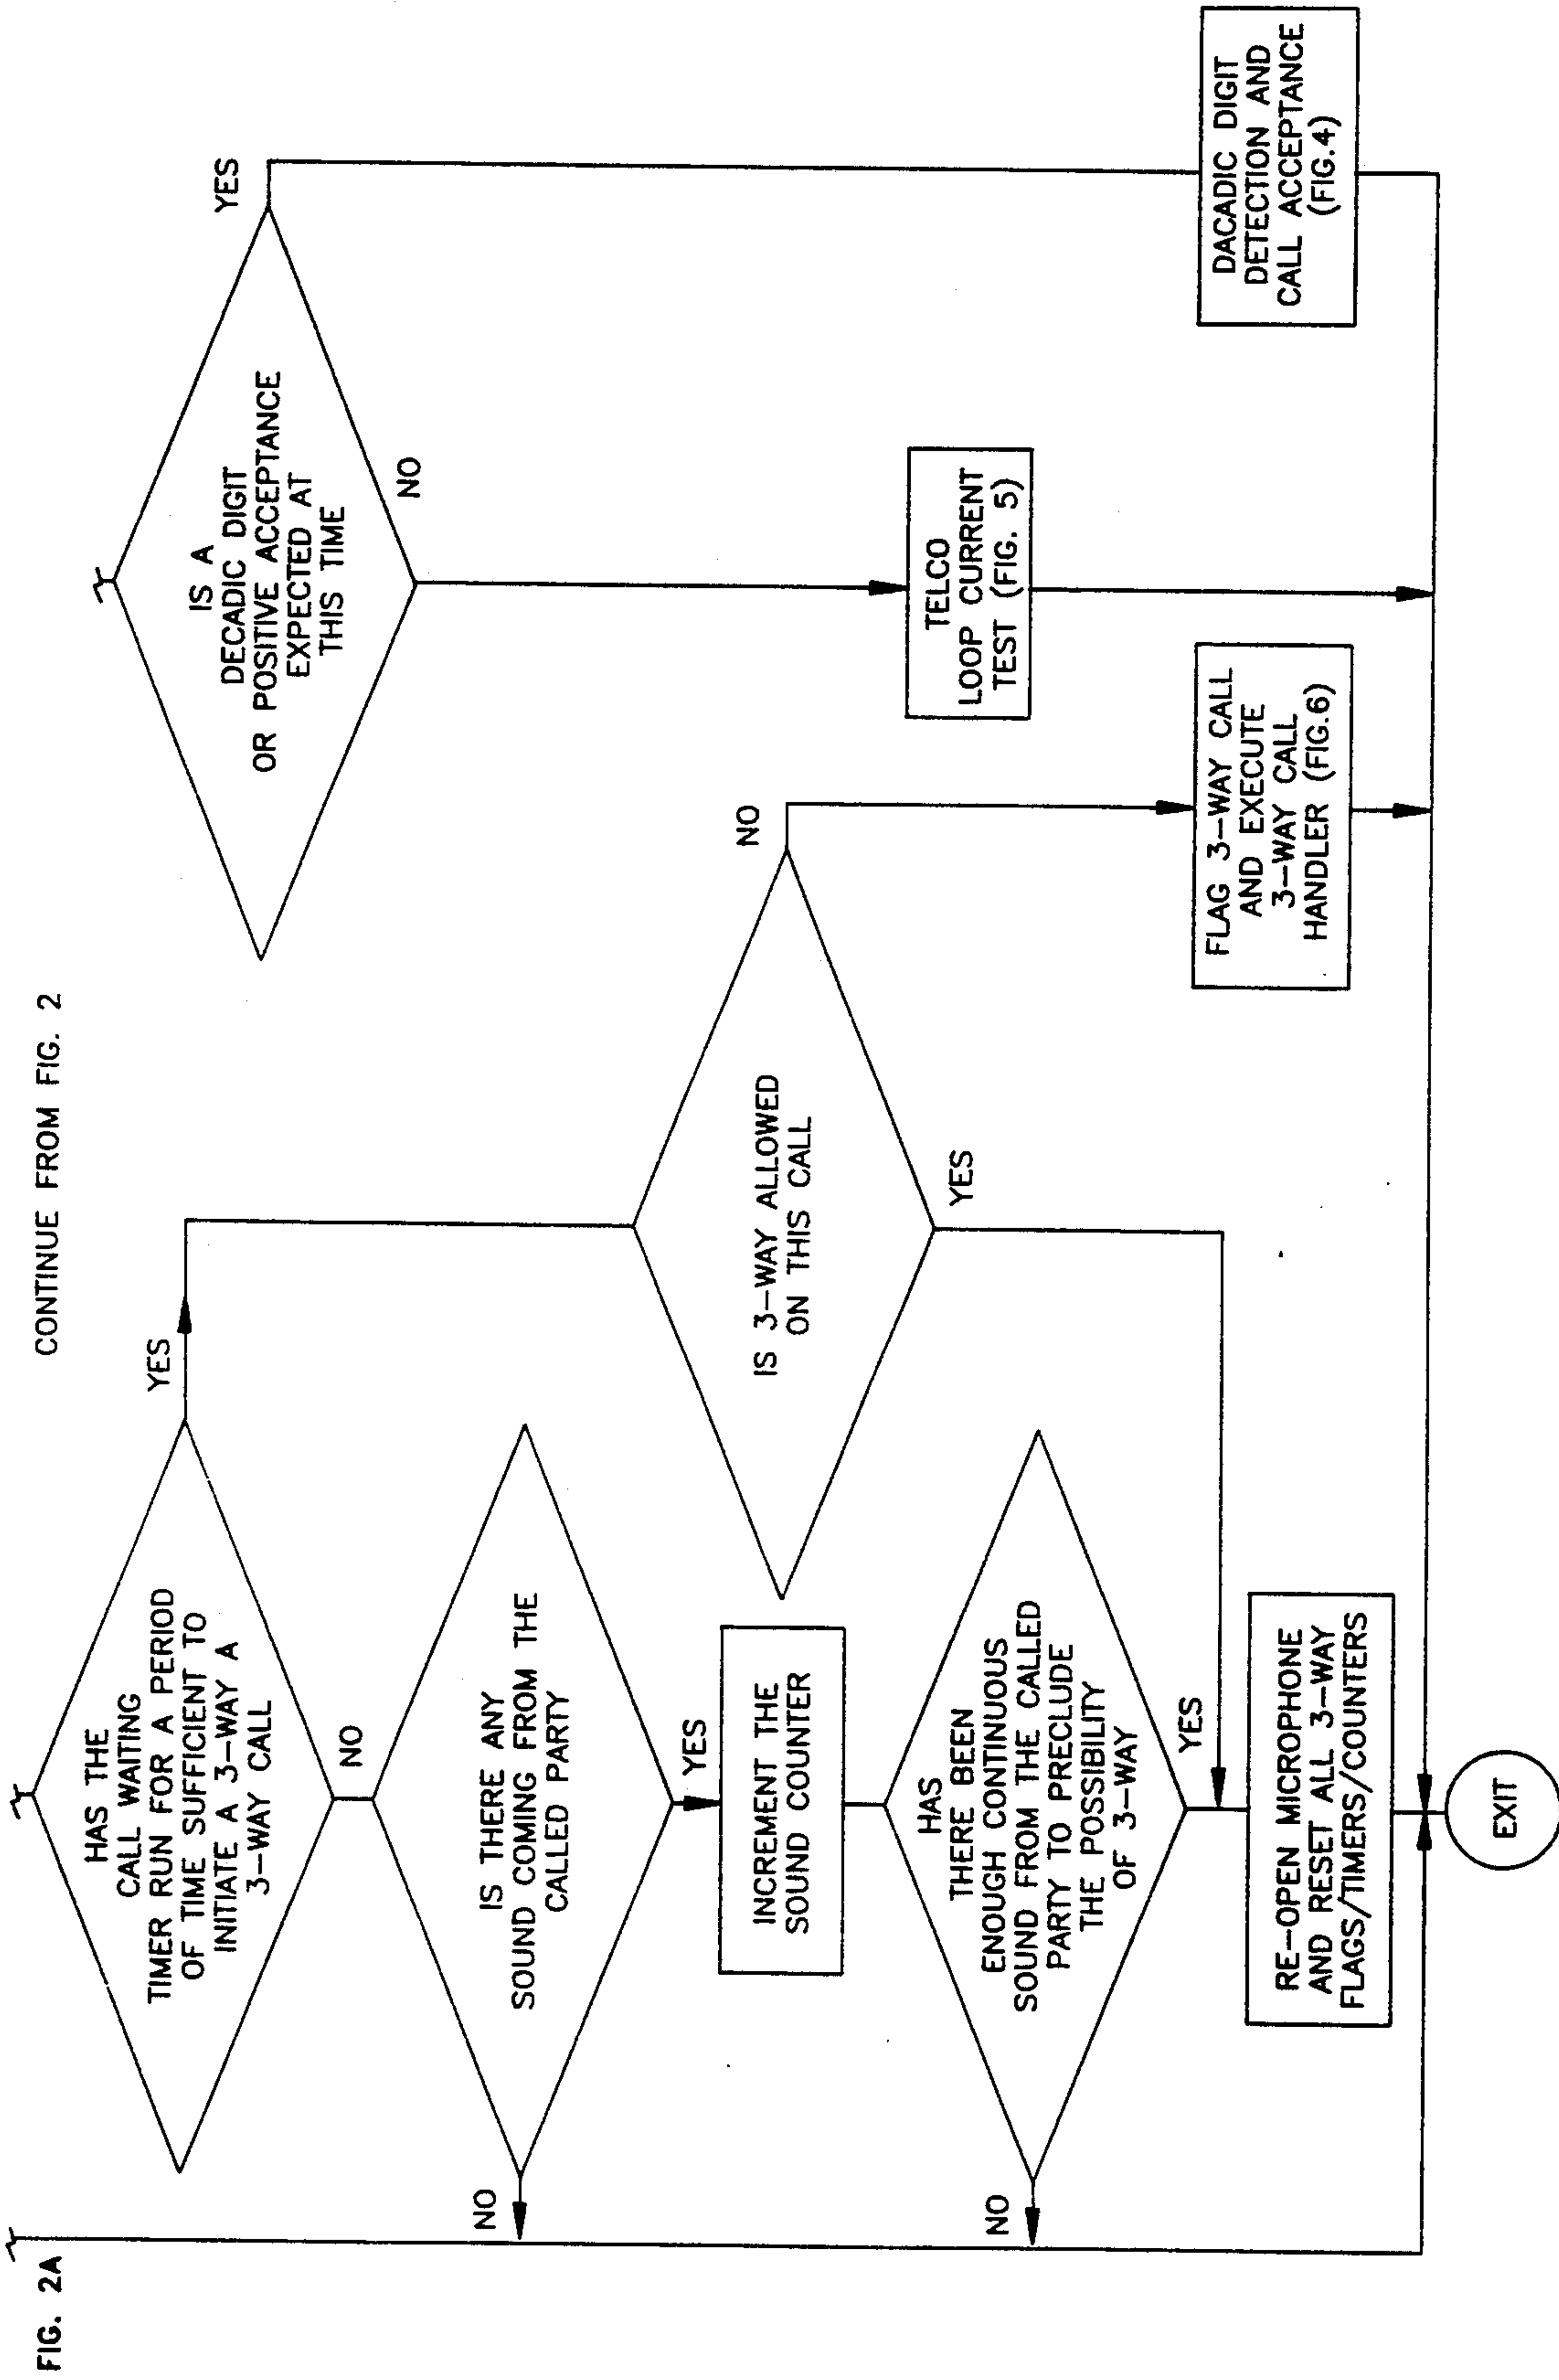 FIG. 2A
CONTINUE FROM FIG. 2
HAS THE
CALL WAITING
TIMER RUN FOR A PERIOD
OF TIME SUFFICIENT TO
INITIATE A 3-WAY A
3-WAY CALL
YES
NO
IS THERE ANY
SOUND COMING FROM THE
CALLED PARTY
NO
YES
INCREMENT THE
SOUND COUNTER
HAS
THERE BEEN
ENOUGH CONTINUOUS
SOUND FROM THE CALLED
PARTY TO PRECLUDE
THE POSSIBILITY
OF 3-WAY
NO
YES
RE-OPEN MICROPHONE
AND RESET ALL 3-WAY
FLAGS/TIMERS/COUNTERS
EXIT
IS 3-WAY ALLOWED
ON THIS CALL
YES
NO
FLAG 3-WAY CALL
AND EXECUTE
3-WAY CALL
HANDLER (FIG.6)
IS A
DECADIC DIGIT
OR POSITIVE ACCEPTANCE
EXPECTED AT
THIS TIME
NO
YES
TELCO
LOOP CURRENT
TEST (FIG. 5)
DACADIC DIGIT
DETECTION AND
CALL ACCEPTANCE
(FIG.4)